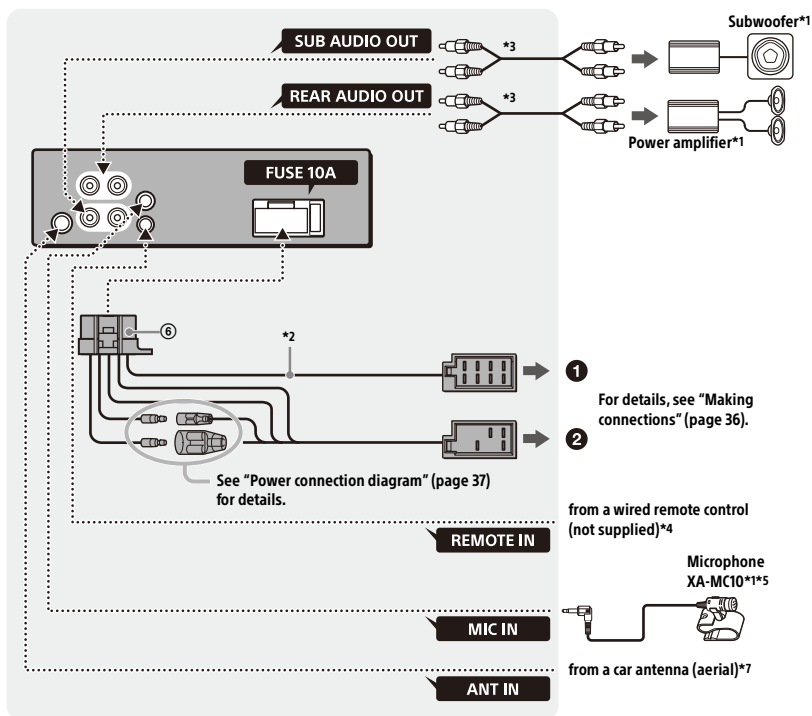 Subwoofer*1
SUB AUDIO OUT
*3
REAR AUDIO OUT
*3
Power amplifier*1
FUSE 10A
⑥
*2
❶
For details, see “Making
connections” (page 36).
❷
See “Power connection diagram” (page 37)
for details.
from a wired remote control
(not supplied)*4
REMOTE IN
Microphone
XA-MC10*1*5
MIC IN
from a car antenna (aerial)*7
ANT IN